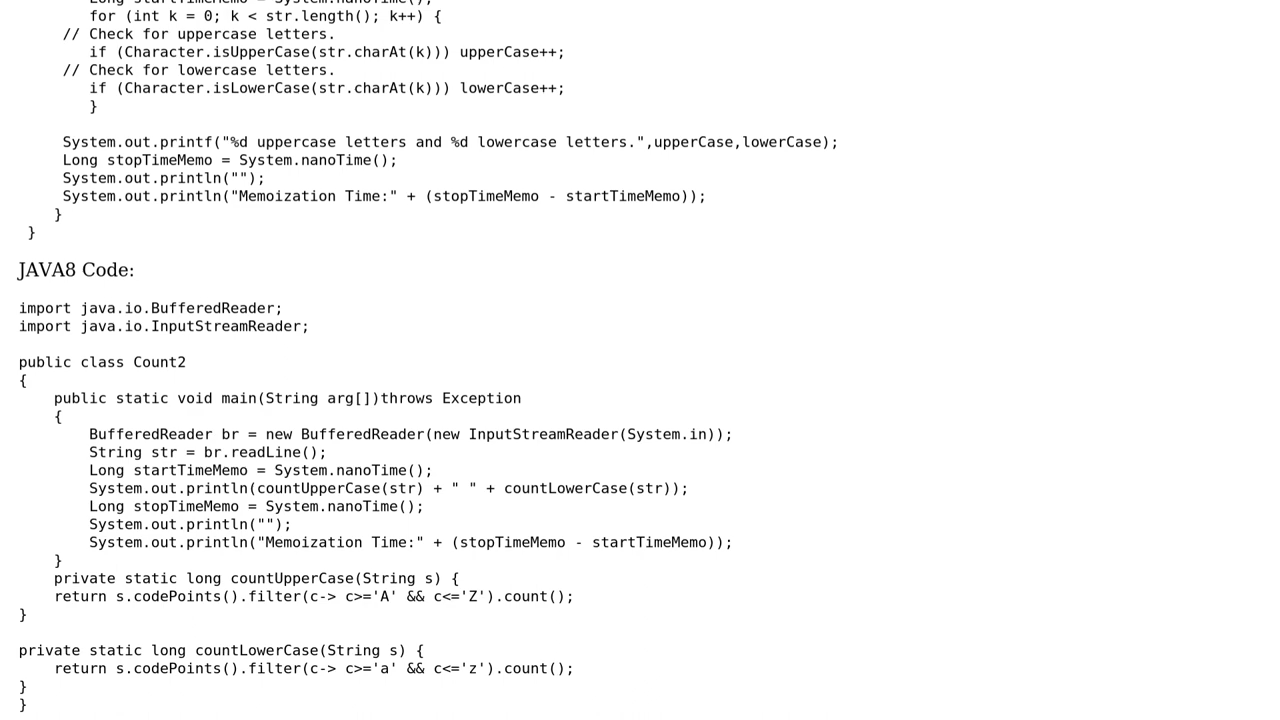 Long startTimeMemo = System.nanoTime();
for (int k = 0; k < str.length(); k++) {
// Check for uppercase letters.
if (Character.isUpperCase(str.charAt(k))) upperCase++;
// Check for lowercase letters.
if (Character.isLowerCase(str.charAt(k))) lowerCase++;
}
System.out.printf("%d uppercase letters and %d lowercase letters.",upperCase,lowerCase);
Long stopTimeMemo = System.nanoTime();
System.out.println("");
System.out.println("Memoization Time:" + (stopTimeMemo - startTimeMemo));
}
}
JAVA8 Code:
import java.io.BufferedReader;
import java.io.InputStreamReader;
public class Count2
{
public static void main(String arg[])throws Exception
{
BufferedReader br = new BufferedReader(new InputStreamReader(System.in));
String str = br.readLine();
Long startTimeMemo = System.nanoTime();
System.out.println(countUpperCase(str) + " " + countLowerCase(str));
Long stopTimeMemo = System.nanoTime();
System.out.println("");
System.out.println("Memoization Time:" + (stopTimeMemo - startTimeMemo));
}
private static long countUpperCase(String s) {
return s.codePoints().filter(c-> c>='A' && c<='Z').count();
}
private static long countLowerCase(String s) {
return s.codePoints().filter(c-> c>='a' && c<='z').count();
}
}